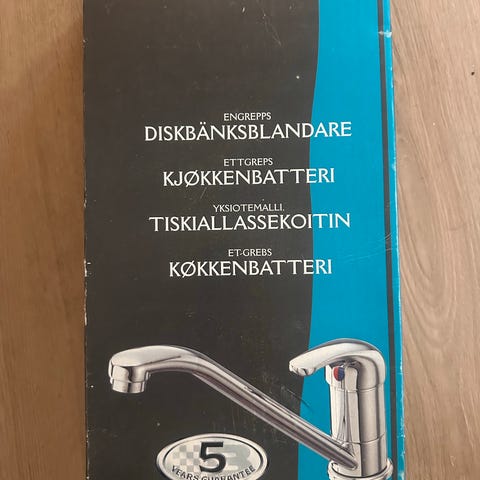 ENGREPPS
DISKBÄNKSBLANDARE
ETTGREPS
KJØKKENBATTERI
YKSIOTEMALLI.
TISKIALLASSEKOITIN
ET-GREBS
KØKKENBATTERI
5
YEARS GUARANTEE